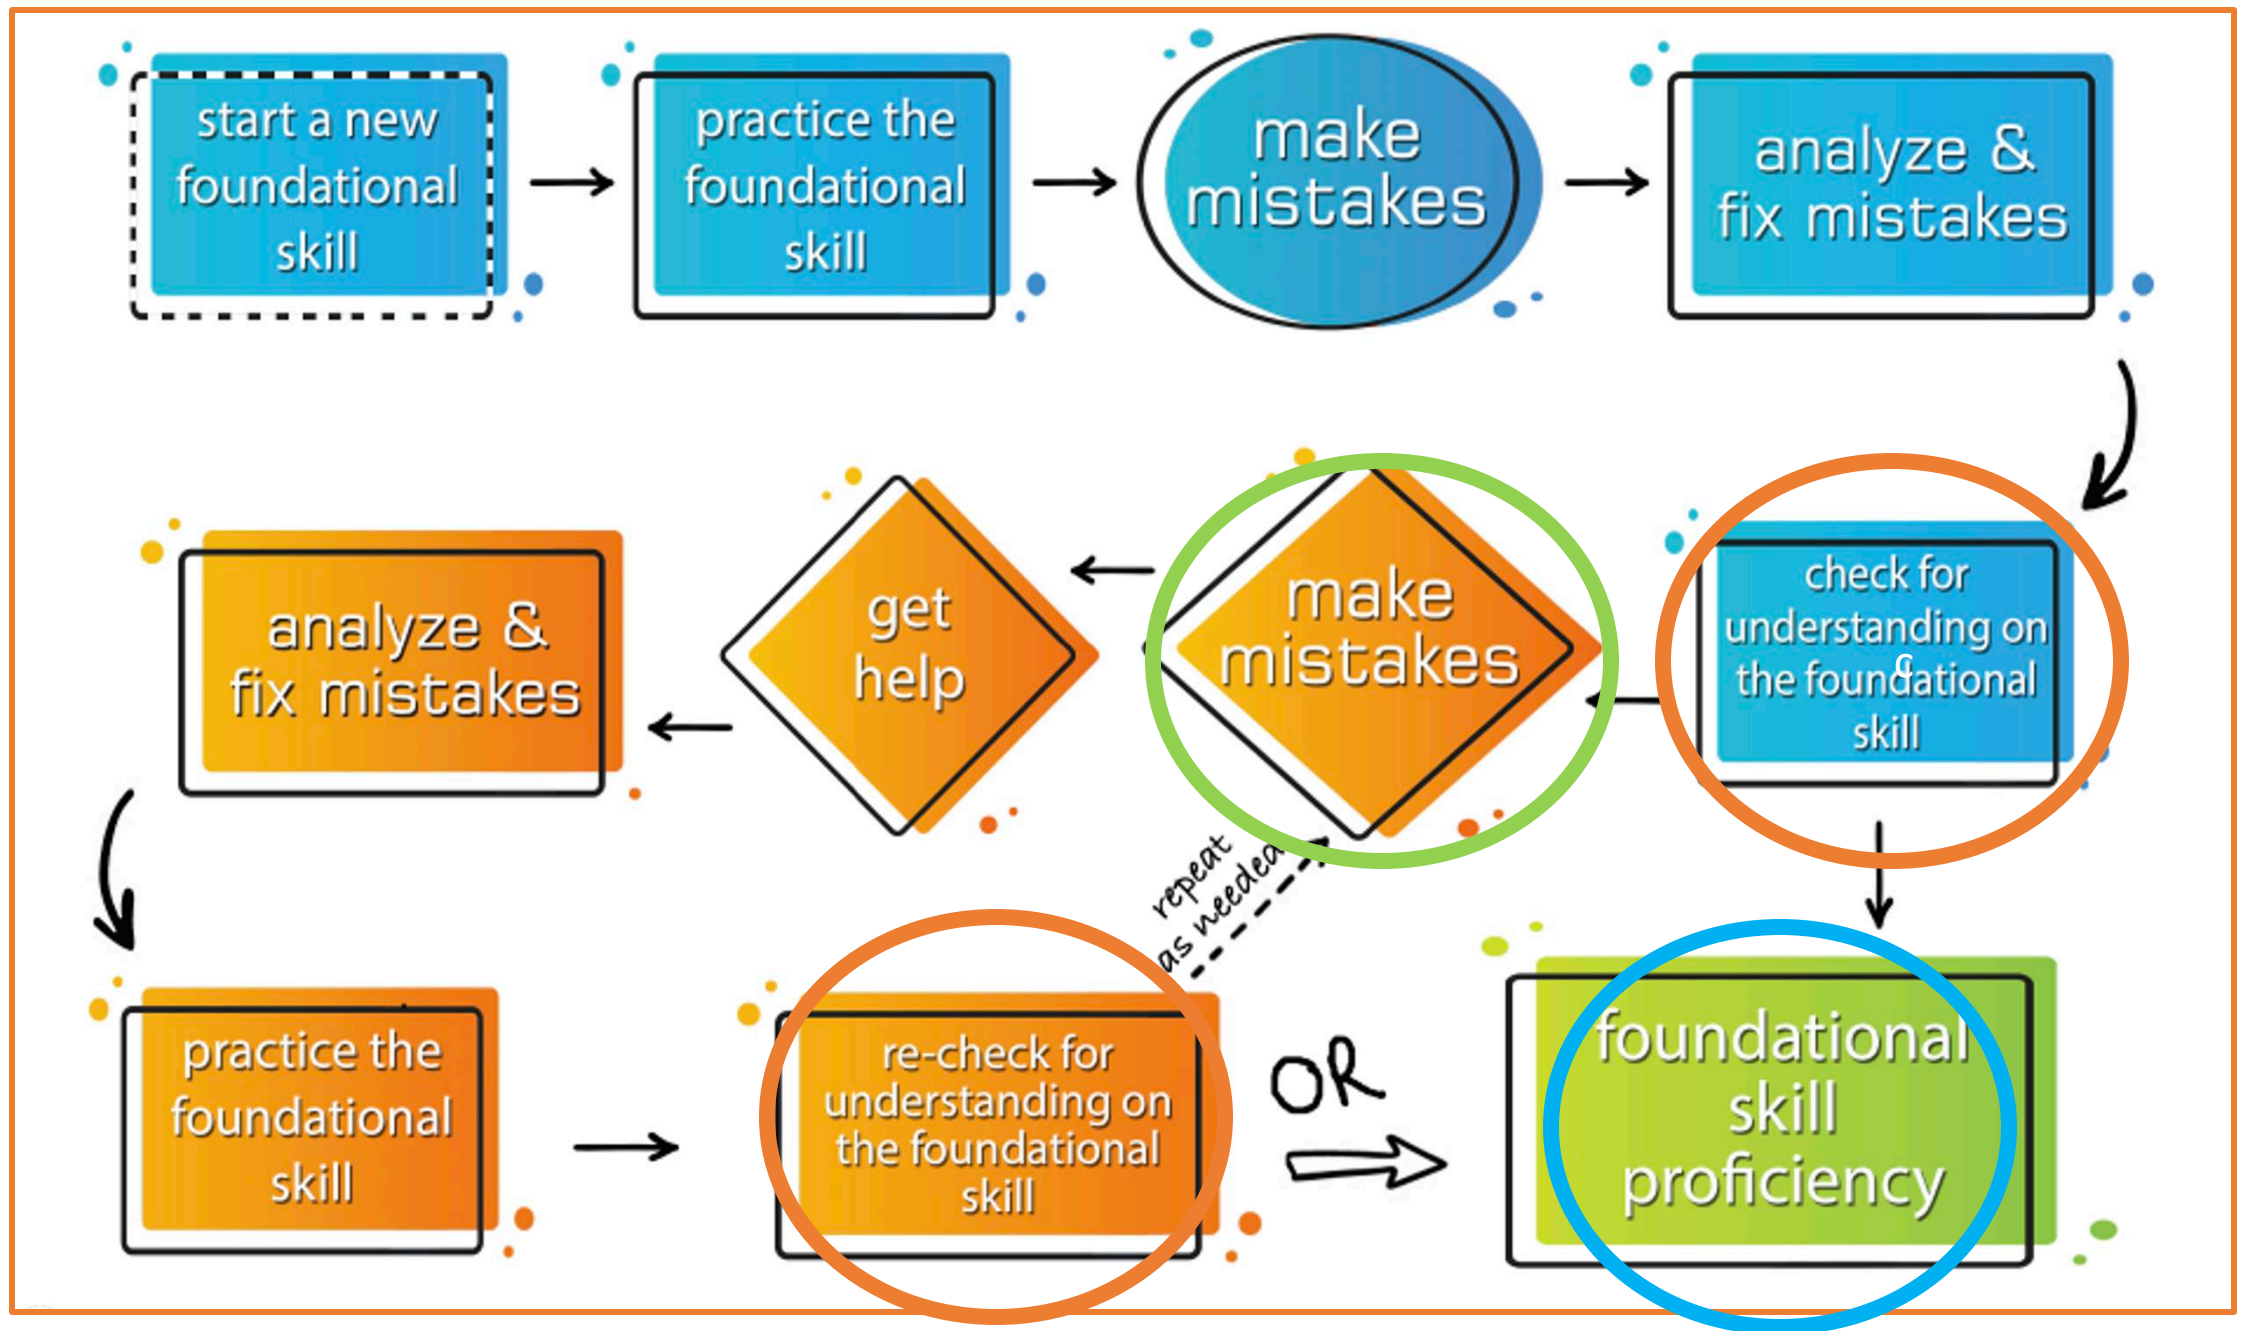 start a new
foundational
skill
practice the
foundational
skill
make
mistakes
analyze &
fix mistakes
check for
understanding on
the foundational
skill
c
make
mistakes
get
help
analyze &
fix mistakes
practice the
foundational
skill
re-check for
understanding on
the foundational
skill
repeat
as needed
OR
foundational
skill
proficiency